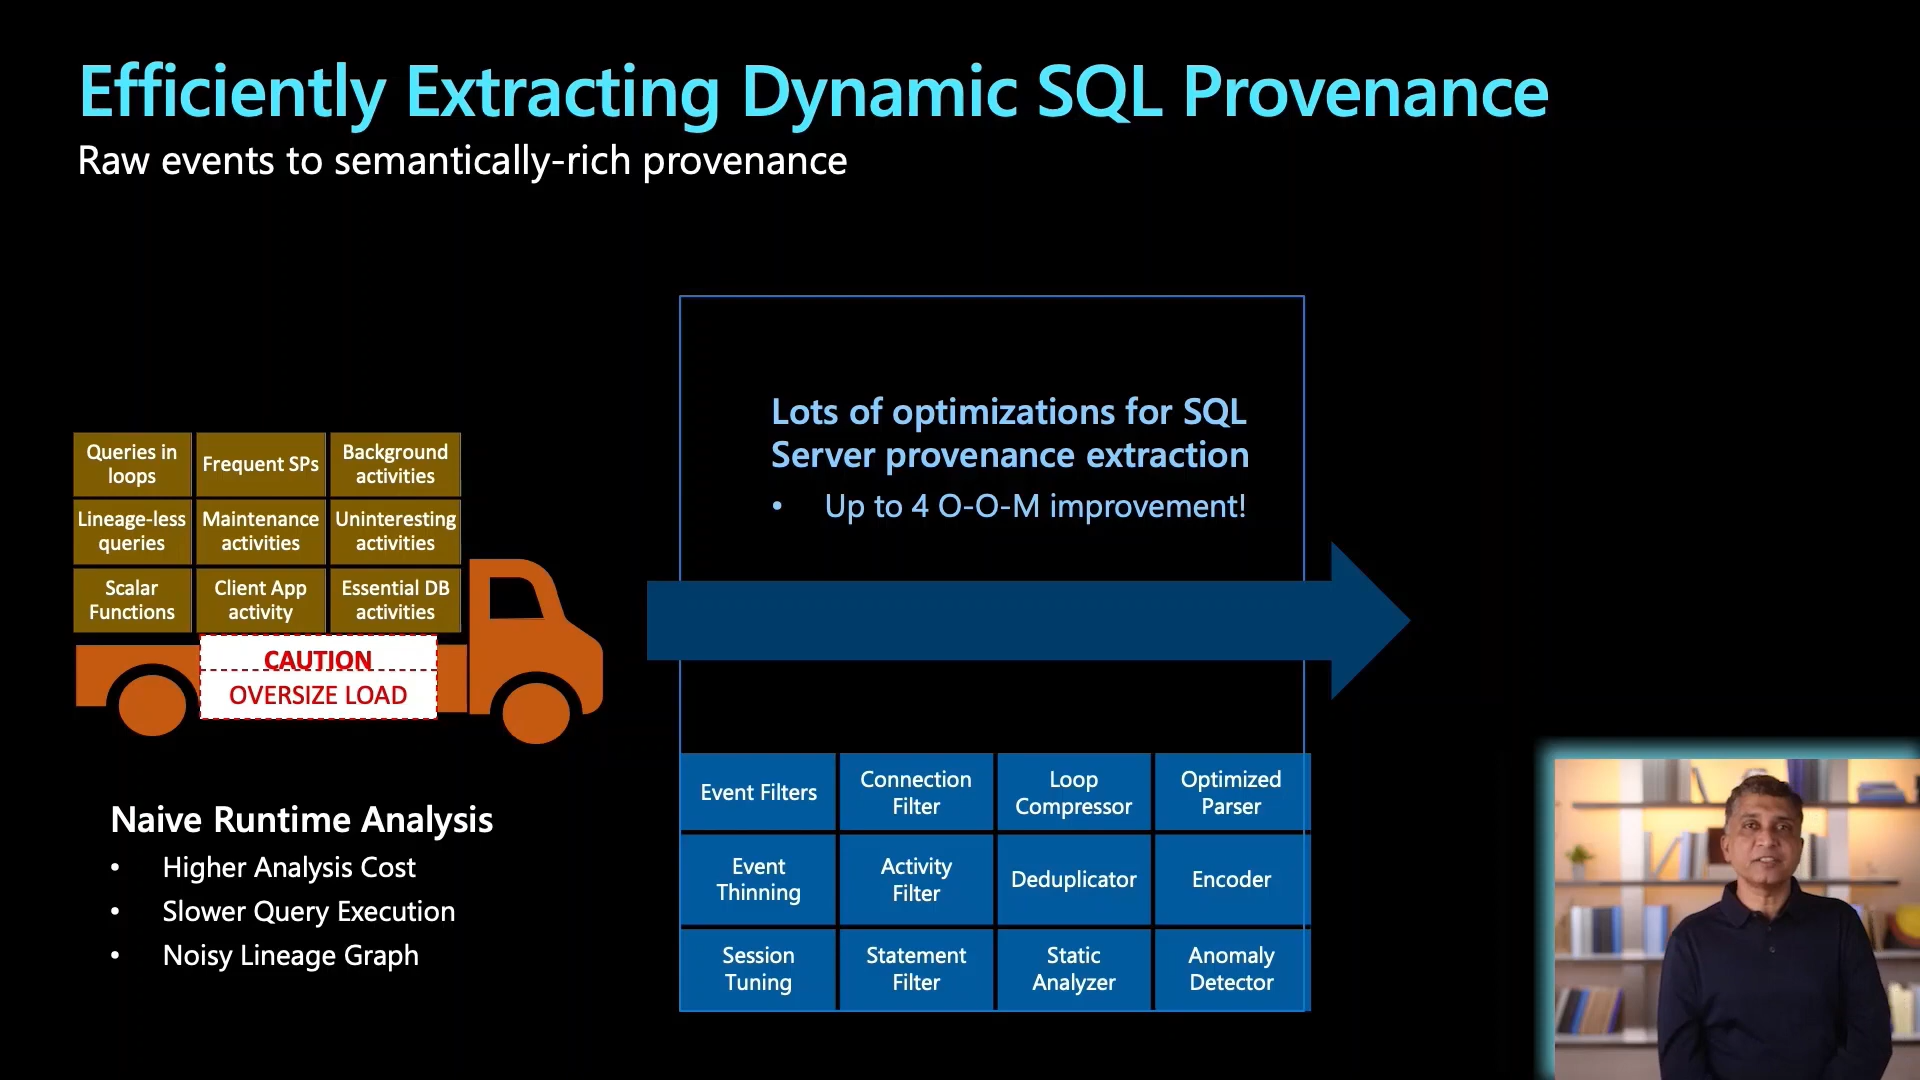 Efficiently Extracting Dynamic SQL Provenance
Raw events to semantically-rich provenance
Queries in
loops
Frequent SPs
Background
activities
Lineage-less
queries
Maintenance
activities
Uninteresting
activities
Scalar
Functions
Client App
activity
Essential DB
activities
CAUTION
OVERSIZE LOAD
Naive Runtime Analysis
• Higher Analysis Cost
• Slower Query Execution
• Noisy Lineage Graph
Lots of optimizations for SQL
Server provenance extraction
• Up to 4 O-O-M improvement!
Event Filters
Connection
Filter
Loop
Compressor
Optimized
Parser
Event
Thinning
Activity
Filter
Deduplicator
Encoder
Session
Tuning
Statement
Filter
Static
Analyzer
Anomaly
Detector